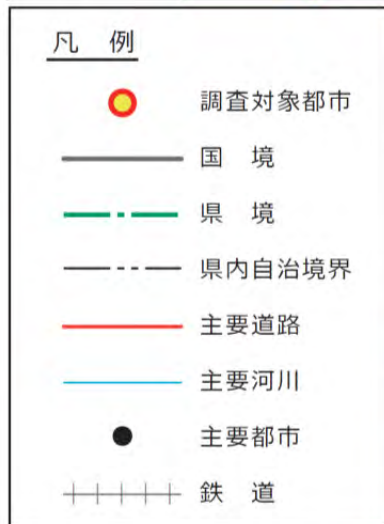 凡 例
調査対象都市
国 境
県 境
県内自治境界
主要道路
主要河川
主要都市
鉄 道